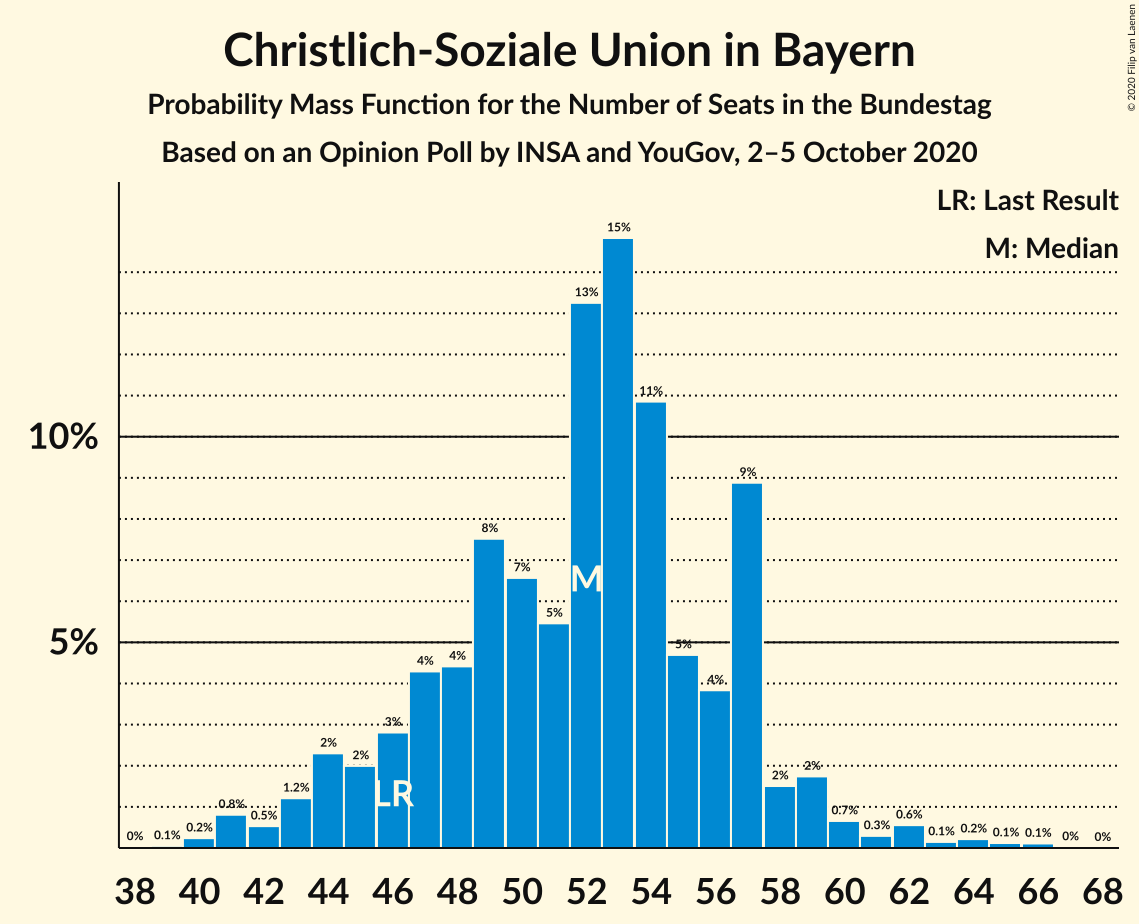 Christlich-Soziale Union in Bayern
Probability Mass Function for the Number of Seats in the Bundestag
Based on an Opinion Poll by INSA and YouGov, 2–5 October 2020
© 2020 Filip van Laenen
LR: Last Result
M: Median
10%
5%
0% 0.1% 0.2% 0.8% 0.5% 1.2% 2% 2% 3% 4% 4% 8% 7% 5% 13% 15% 11% 5% 4% 9% 2% 2% 0.7% 0.3% 0.6% 0.1% 0.2% 0.1% 0.1% 0% 0%
M
LR
38 40 42 44 46 48 50 52 54 56 58 60 62 64 66 68